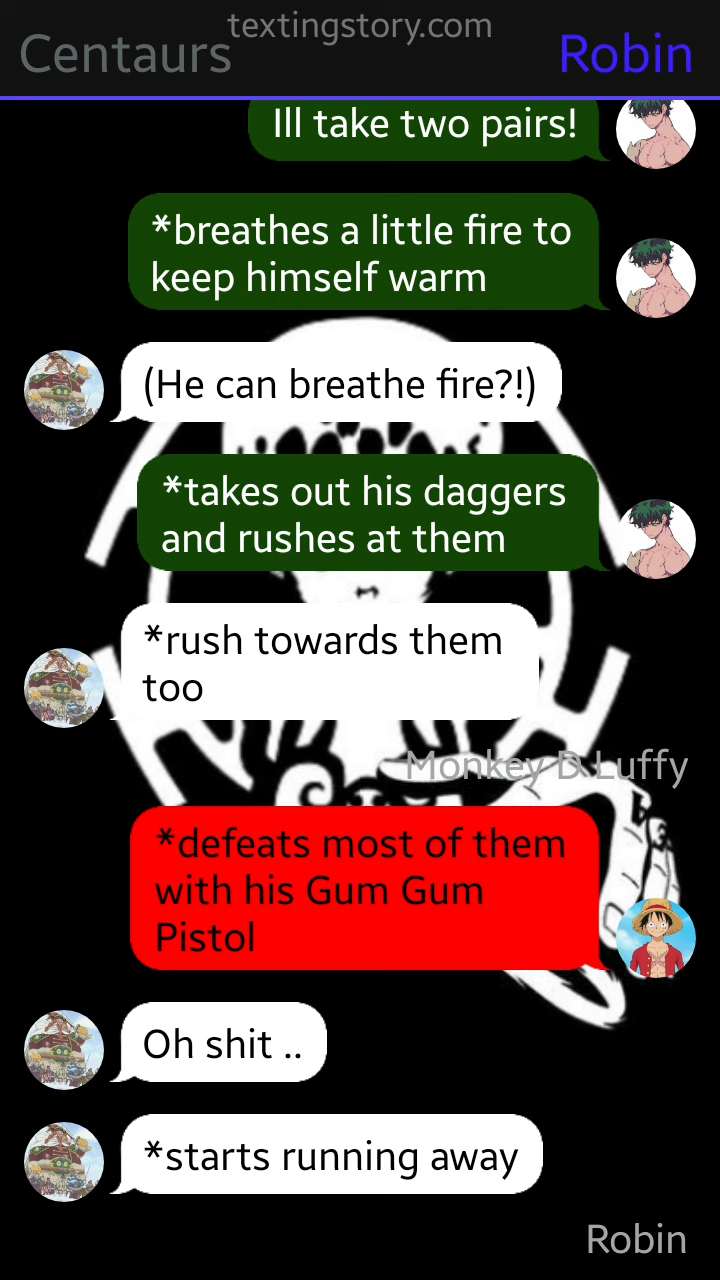 textingstory.com
Centaurs
Robin
Ill take two pairs!
*breathes a little fire to
keep himself warm
(He can breathe fire?!)
*takes out his daggers
and rushes at them
*rush towards them
too
Monkey D Luffy
*defeats most of them
with his Gum Gum
Pistol
Oh shit ..
*starts running away
Robin